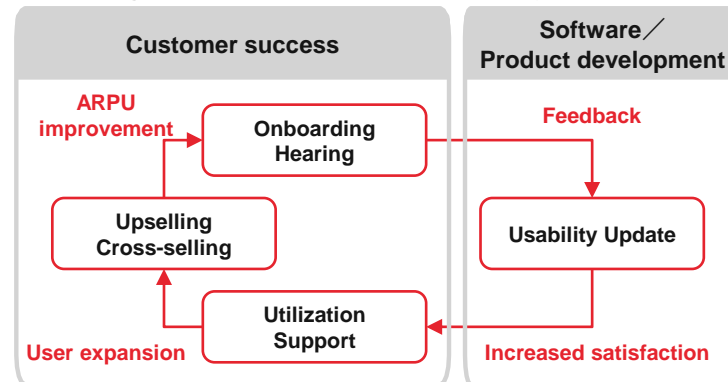 Customer success
Software／
Product development
ARPU
improvement
Onboarding
Hearing
Feedback
Upselling
Cross-selling
Usability Update
Utilization
Support
User expansion
Increased satisfaction